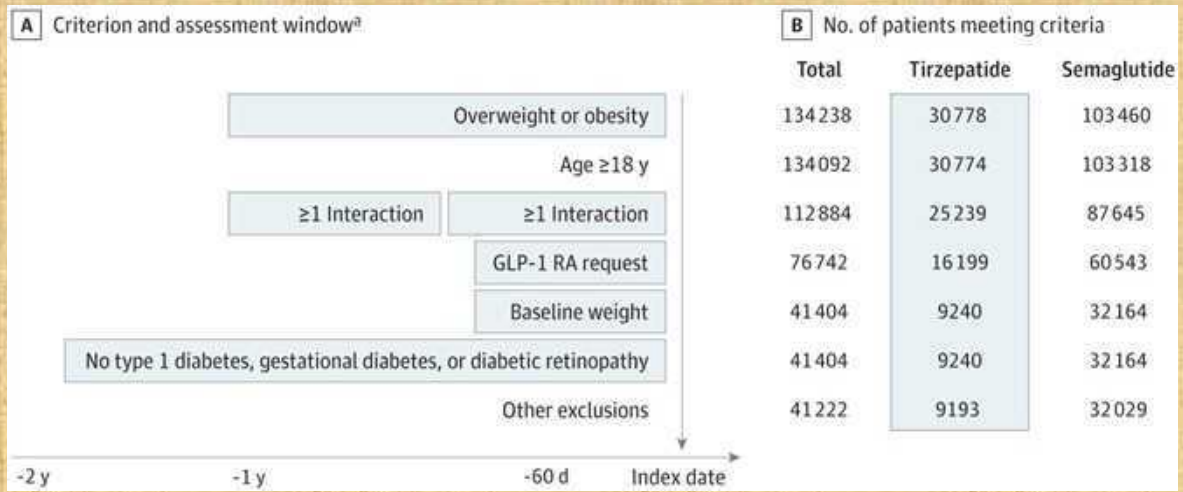 A Criterion and assessment windowᵃ
B No. of patients meeting criteria
Total Tirzepatide Semaglutide
Overweight or obesity 134238 30778 103460
Age ≥18 y 134092 30774 103318
≥1 Interaction ≥1 Interaction 112884 25239 87645
GLP-1 RA request 76742 16199 60543
Baseline weight 41404 9240 32164
No type 1 diabetes, gestational diabetes, or diabetic retinopathy 41404 9240 32164
Other exclusions 41222 9193 32029
-2 y -1 y -60 d Index date